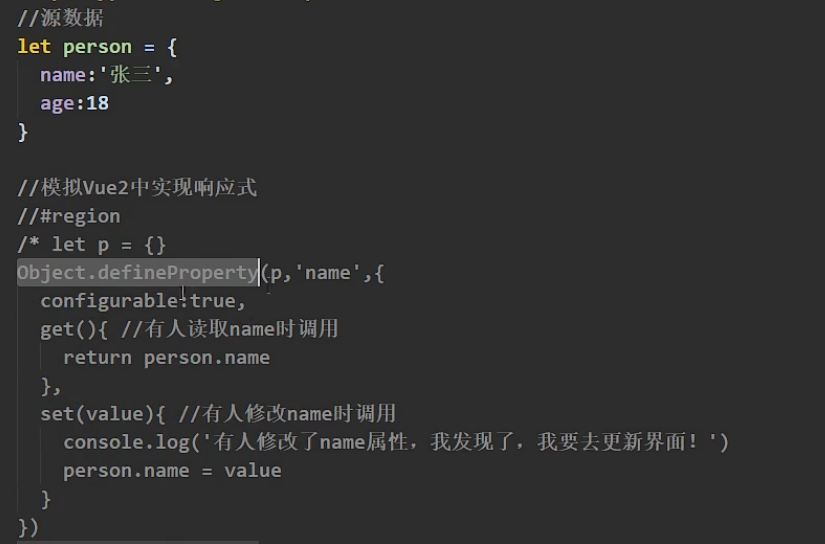 //源数据
let person = {
  name:'张三',
  age:18
}
//模拟Vue2中实现响应式
//#region
/* let p = {}
Object.defineProperty(p,'name',{
  configurable:true,
  get(){ //有人读取name时调用
    return person.name
  },
  set(value){ //有人修改name时调用
    console.log('有人修改了name属性，我发现了，我要去更新界面！')
    person.name = value
  }
})